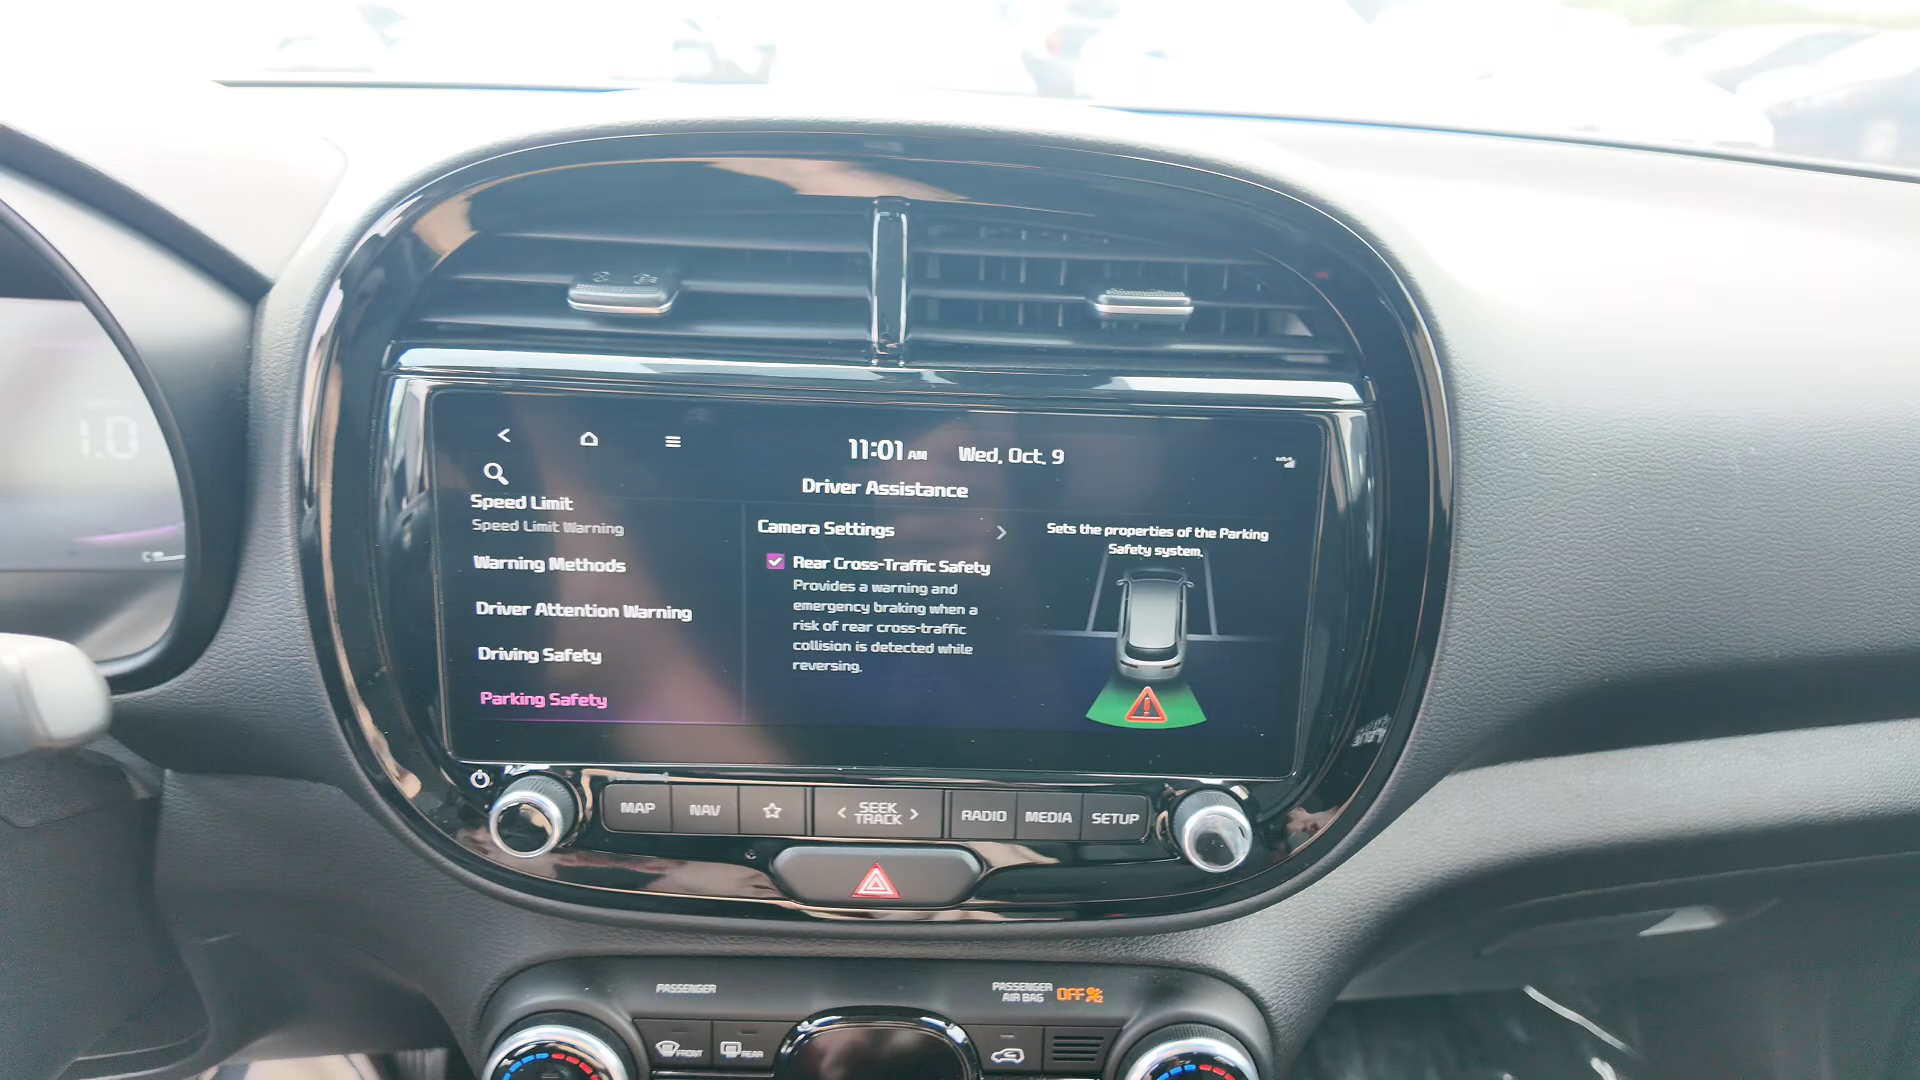 1.0
11:01 AM Wed, Oct. 9
Driver Assistance
Speed Limit
Speed Limit Warning
Warning Methods
Driver Attention Warning
Driving Safety
Parking Safety
Camera Settings
Rear Cross-Traffic Safety
Provides a warning and
emergency braking when a
risk of rear cross-traffic
collision is detected while
reversing.
Sets the properties of the Parking
Safety system.
MAP NAV SEEK TRACK RADIO MEDIA SETUP
PASSENGER
PASSENGER
AIR BAG OFF
FRONT REAR